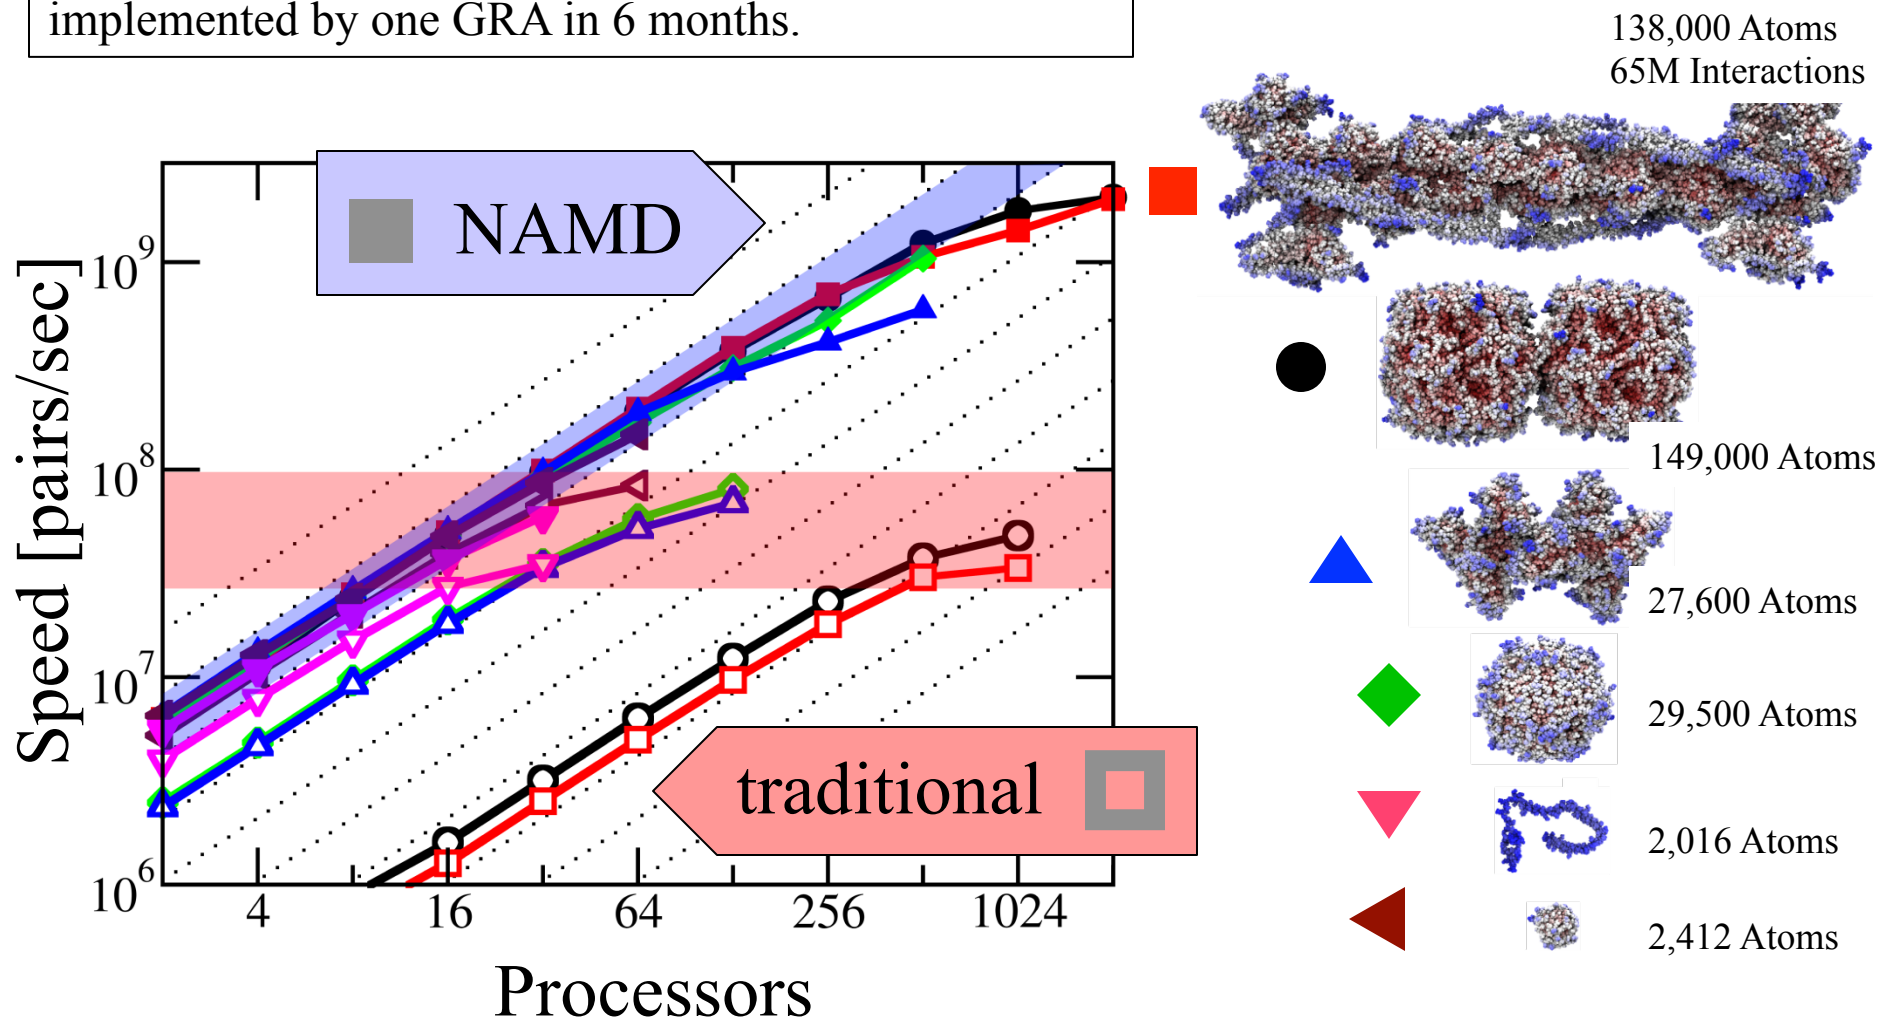 implemented by one GRA in 6 months.
138,000 Atoms
65M Interactions
NAMD
Speed [pairs/sec]
10^9
10^8
10^7
10^6
traditional
4
16
64
256
1024
Processors
149,000 Atoms
27,600 Atoms
29,500 Atoms
2,016 Atoms
2,412 Atoms